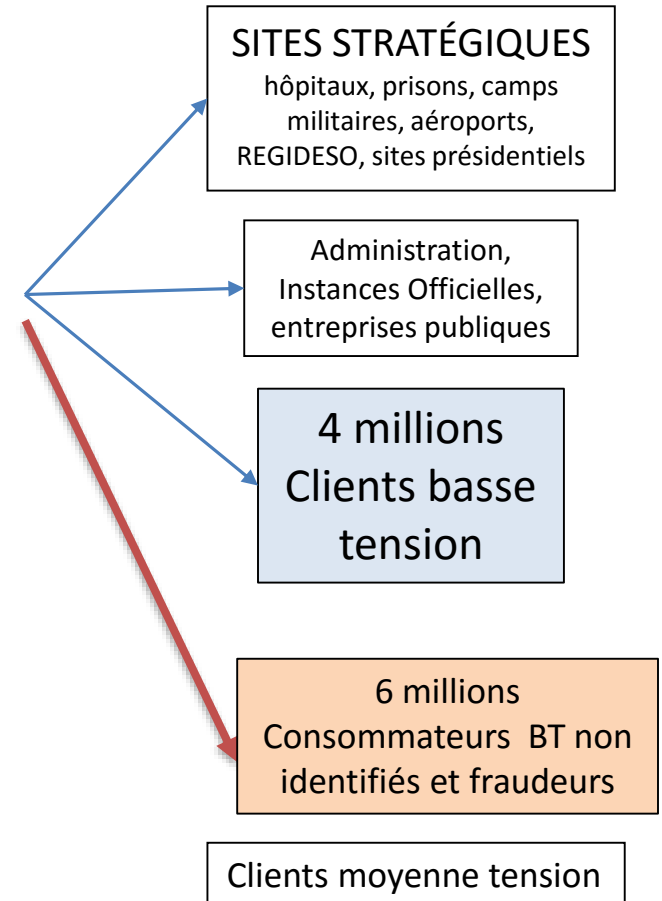 SITES STRATÉGIQUES
hôpitaux, prisons, camps
militaires, aéroports,
REGIDESO, sites présidentiels
Administration,
Instances Officielles,
entreprises publiques
4 millions
Clients basse
tension
6 millions
Consommateurs BT non
identifiés et fraudeurs
Clients moyenne tension